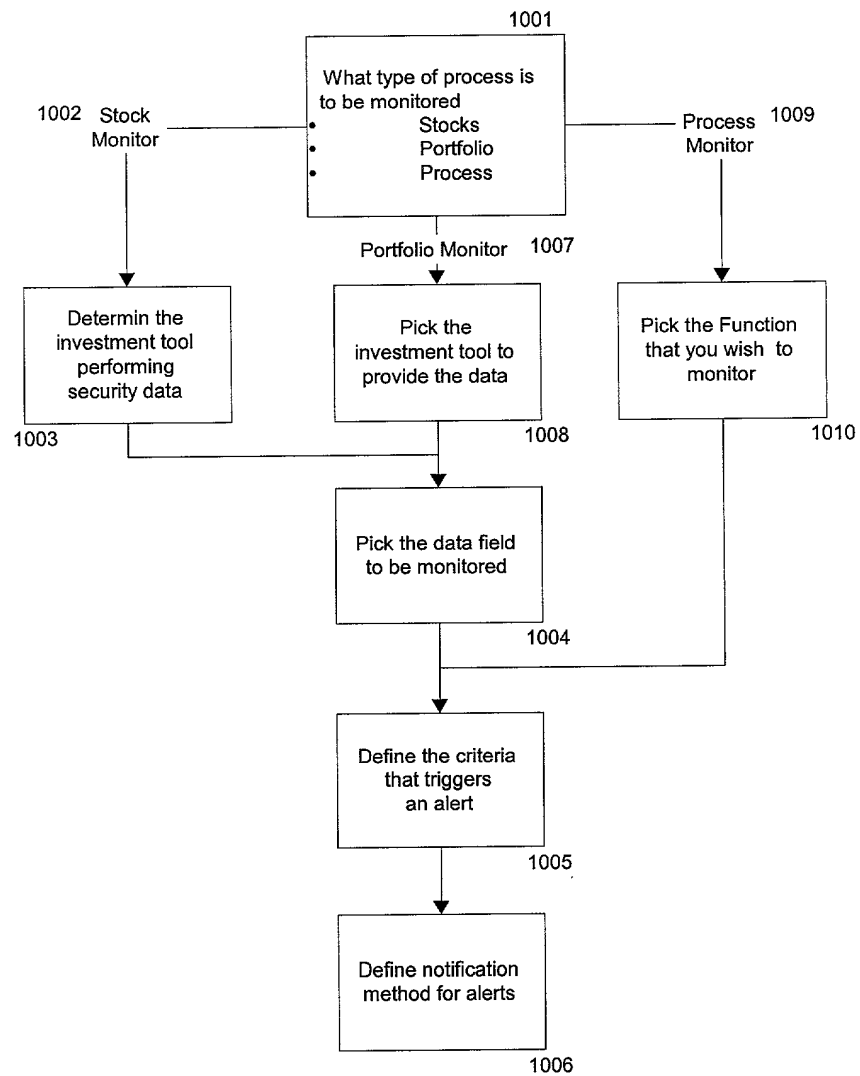 1001
What type of process is
to be monitored
• Stocks
• Portfolio
• Process
1002 Stock
Monitor
Process 1009
Monitor
Portfolio Monitor 1007
Determin the
investment tool
performing
security data
1003
Pick the
investment tool to
provide the data
1008
Pick the Function
that you wish to
monitor
1010
Pick the data field
to be monitored
1004
Define the criteria
that triggers
an alert
1005
Define notification
method for alerts
1006